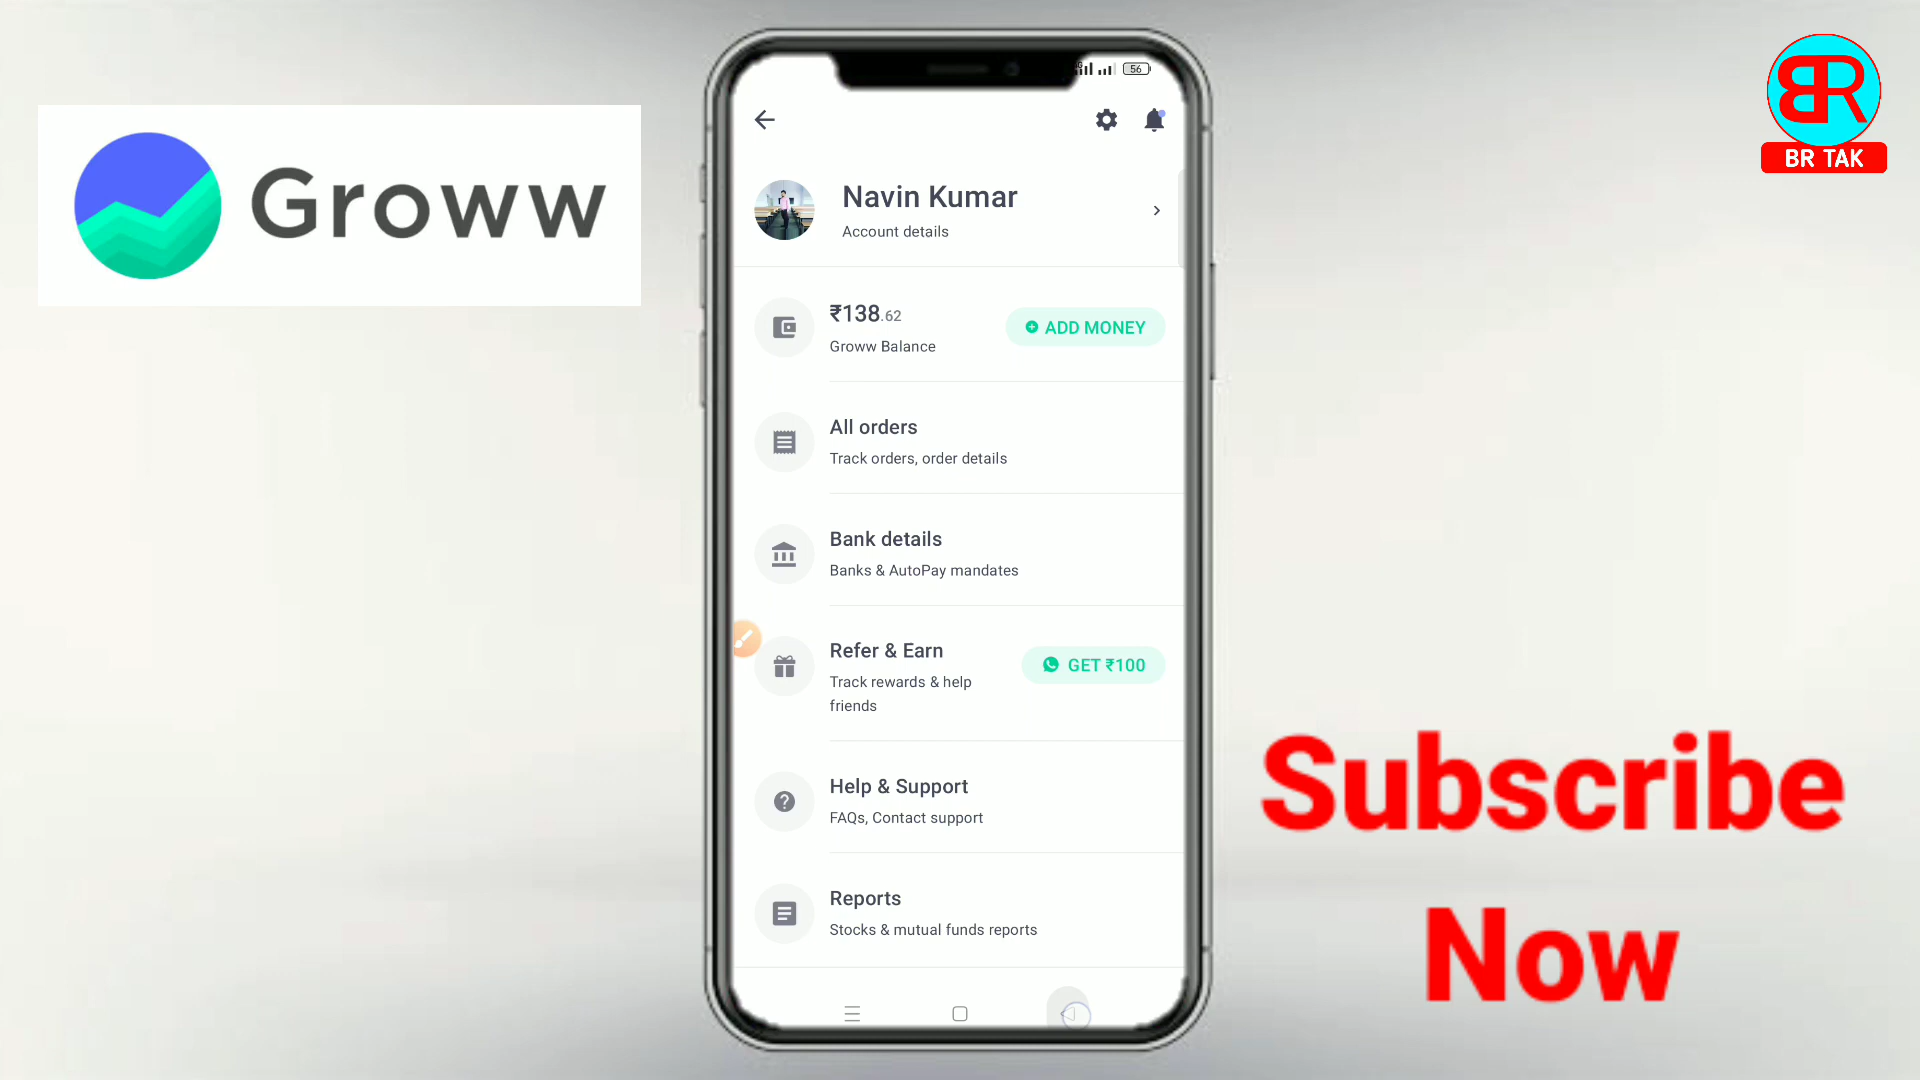 56
Groww
BR
BR TAK
Navin Kumar
Account details
₹138.62
Groww Balance
ADD MONEY
All orders
Track orders, order details
Bank details
Banks & AutoPay mandates
Refer & Earn
Track rewards & help
friends
GET ₹100
Help & Support
FAQs, Contact support
Reports
Stocks & mutual funds reports
Subscribe
Now